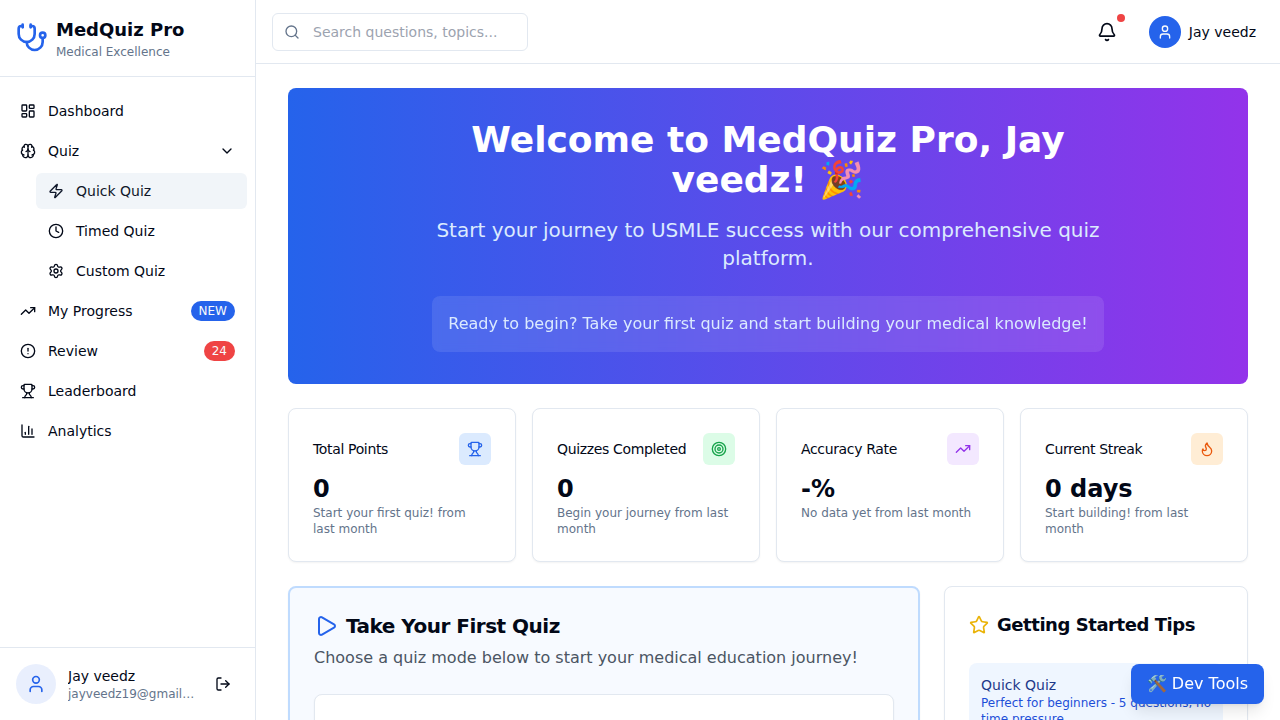 MedQuiz Pro
Medical Excellence
Search questions, topics...
Jay veedz
Dashboard
Quiz
Quick Quiz
Timed Quiz
Custom Quiz
My Progress
NEW
Review
24
Leaderboard
Analytics
Jay veedz
jayveedz19@gmail...
Welcome to MedQuiz Pro, Jay
veedz! 🎉
Start your journey to USMLE success with our comprehensive quiz
platform.
Ready to begin? Take your first quiz and start building your medical knowledge!
Total Points
0
Start your first quiz! from
last month
Quizzes Completed
0
Begin your journey from last
month
Accuracy Rate
-%
No data yet from last month
Current Streak
0 days
Start building! from last
month
Take Your First Quiz
Choose a quiz mode below to start your medical education journey!
Getting Started Tips
Quick Quiz
Perfect for beginners - 5 questions, no
time pressure
🛠️ Dev Tools